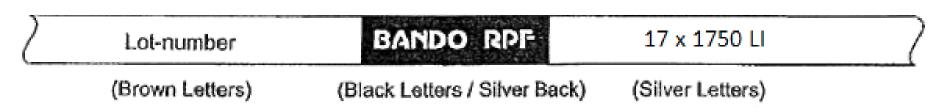 Lot-number BANDO RPF 17 x 1750 LI
(Brown Letters) (Black Letters / Silver Back) (Silver Letters)